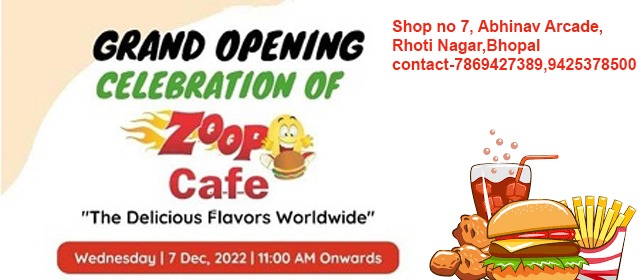 GRAND OPENING
CELEBRATION OF
Zoop
Cafe
"The Delicious Flavors Worldwide"
Wednesday | 7 Dec, 2022 | 11:00 AM Onwards
Shop no 7, Abhinav Arcade,
Rhoti Nagar,Bhopal
contact-7869427389,9425378500